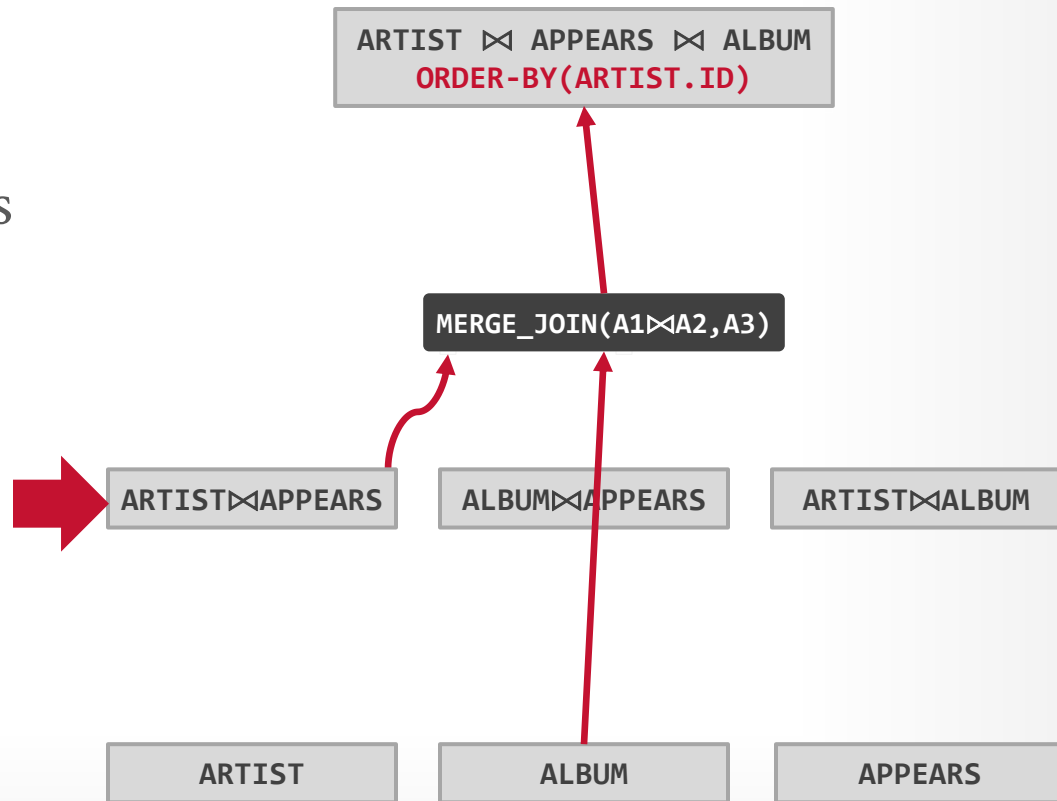 ARTIST ⋈ APPEARS ⋈ ALBUM
ORDER-BY(ARTIST.ID)
s
MERGE_JOIN(A1⋈A2,A3)
ARTIST⋈APPEARS
ALBUM⋈APPEARS
ARTIST⋈ALBUM
ARTIST
ALBUM
APPEARS